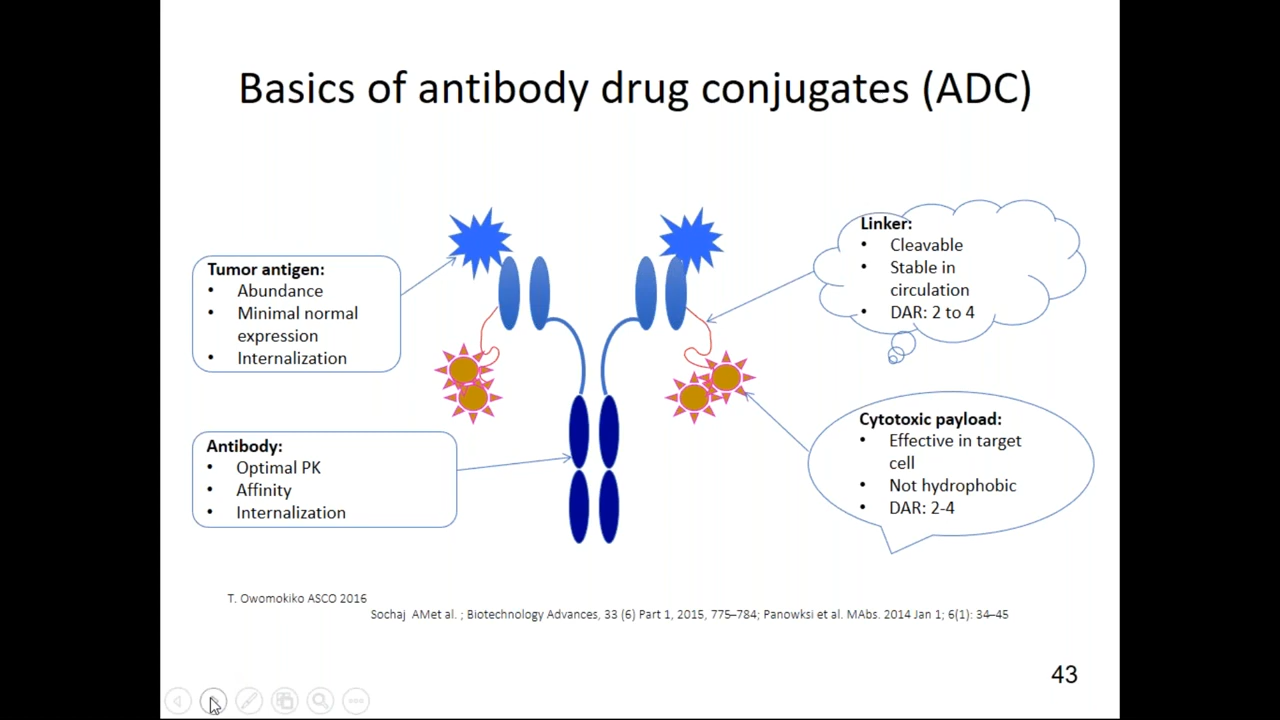 Basics of antibody drug conjugates (ADC)
Tumor antigen:
• Abundance
• Minimal normal
expression
• Internalization
Antibody:
• Optimal PK
• Affinity
• Internalization
Linker:
• Cleavable
• Stable in
circulation
• DAR: 2 to 4
Cytotoxic payload:
• Effective in target
cell
• Not hydrophobic
• DAR: 2-4
T. Owomokiko ASCO 2016
Sochaj AMet al. ; Biotechnology Advances, 33 (6) Part 1, 2015, 775–784; Panowksi et al. MAbs. 2014 Jan 1; 6(1): 34–45
43